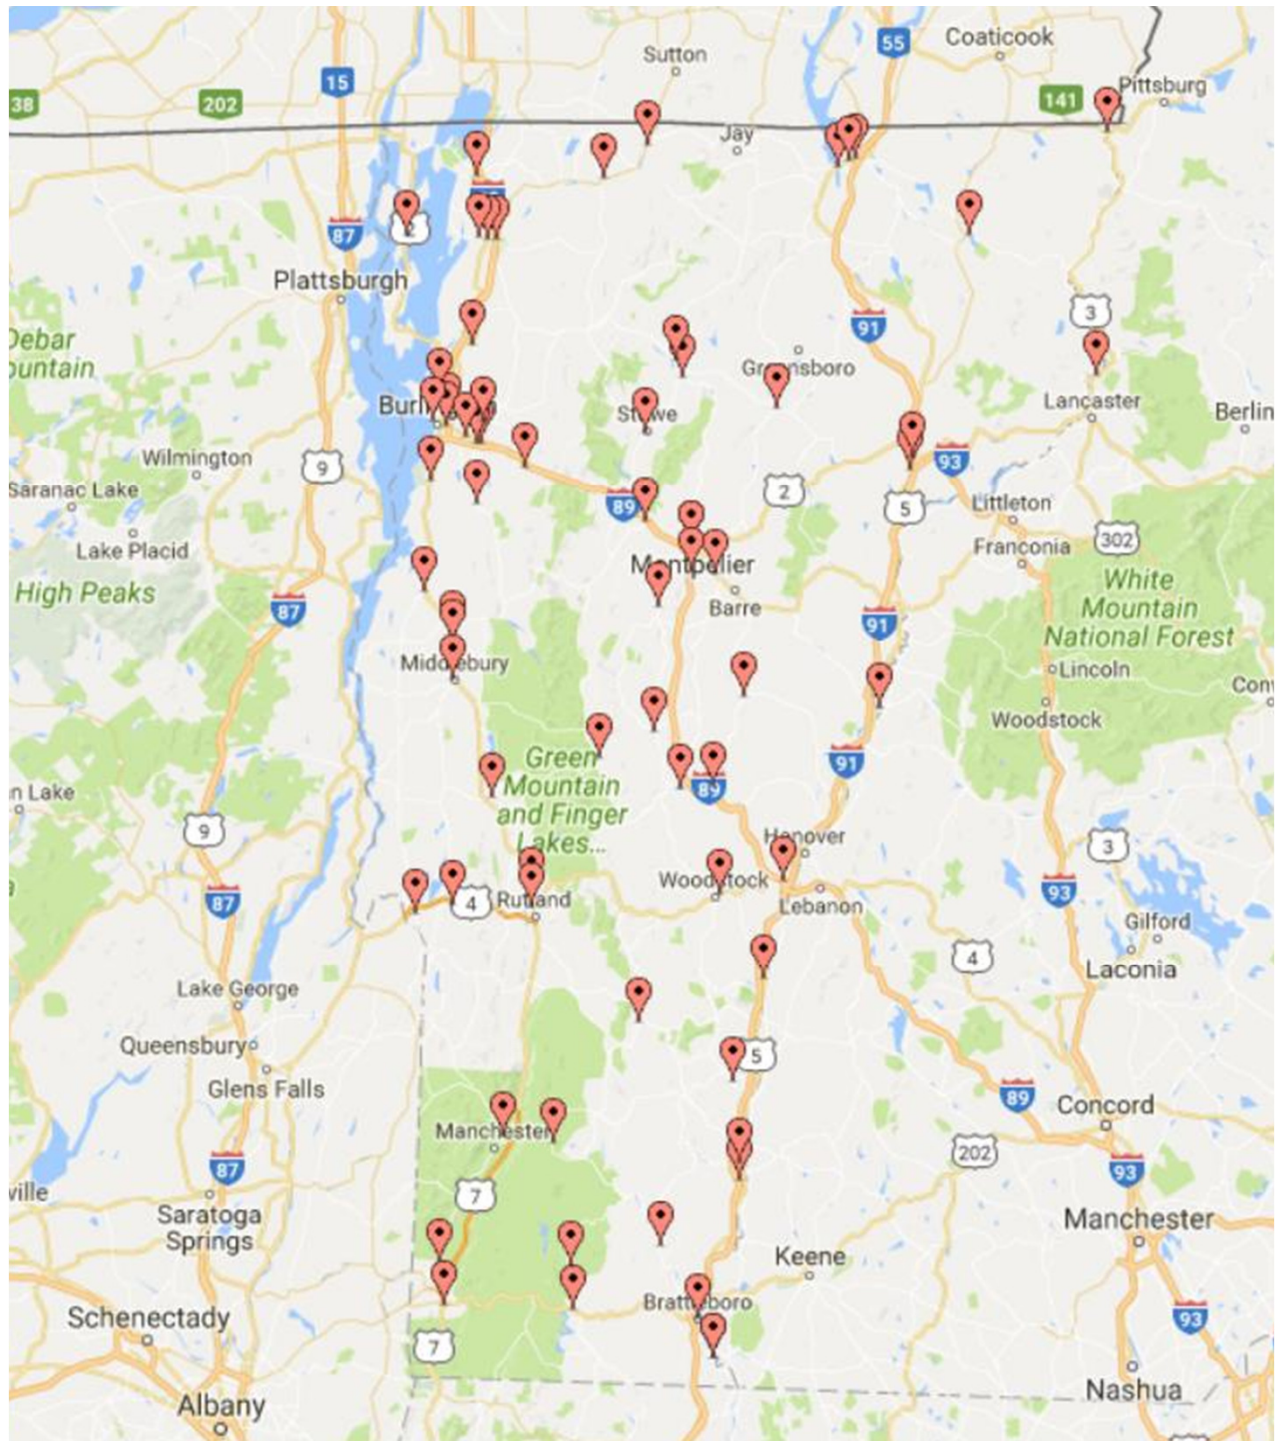 Sutton
Coaticook
55
15
Pittsburg
38
202
141
Jay
2
87
Plattsburgh
3
Debar
ountain
91
Greensboro
Lancaster
Berlin
Stowe
Wilmington
9
93
Saranac Lake
2
89
5
Littleton
Lake Placid
Franconia
302
Montpelier
High Peaks
87
Barre
White
Mountain
National Forest
91
Middlebury
Lincoln
Con
Woodstock
Green
Mountain
and Finger
Lakes...
91
89
n Lake
9
Hanover
3
Woodstock
87
4
Rutland
Lebanon
93
Gilford
4
Laconia
Lake George
Queensbury
5
Glens Falls
89
Concord
Manchester
202
87
93
ville
7
Saratoga
Springs
Manchester
Keene
Brattleboro
Schenectady
93
7
Nashua
Albany